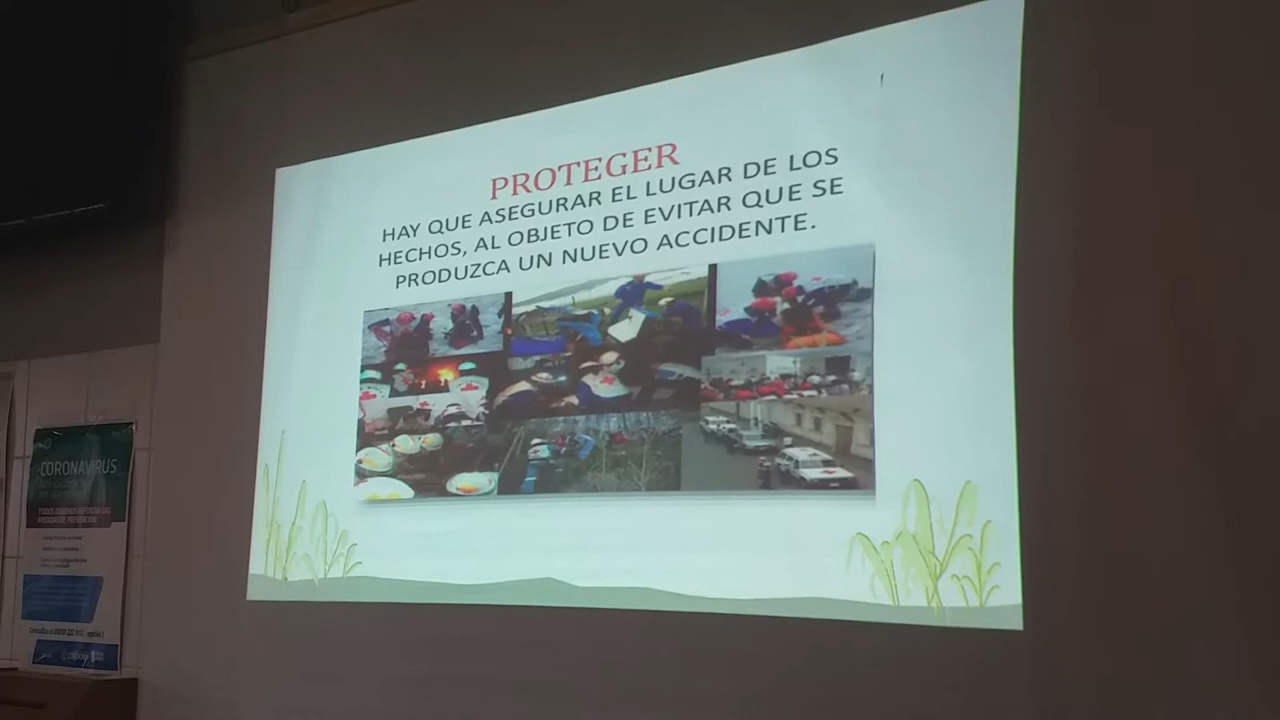 PROTEGER
HAY QUE ASEGURAR EL LUGAR DE LOS
HECHOS, AL OBJETO DE EVITAR QUE SE
PRODUZCA UN NUEVO ACCIDENTE.
CORONAVIRUS